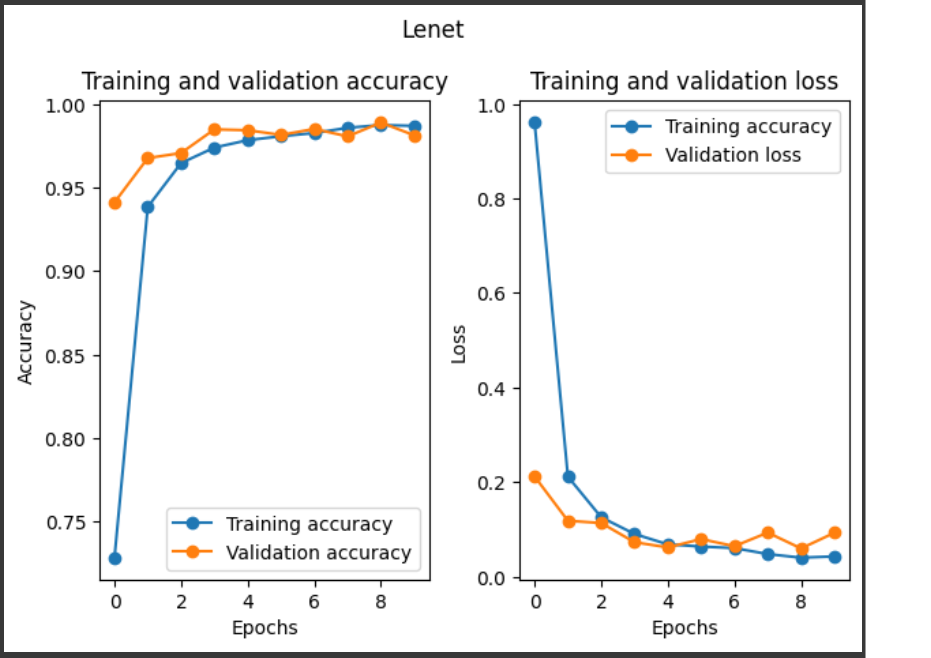 Lenet
Training and validation accuracy
Accuracy
1.00
0.95
0.90
0.85
0.80
0.75
Training accuracy
Validation accuracy
0
2
4
6
8
Epochs
Training and validation loss
Loss
1.0
0.8
0.6
0.4
0.2
0.0
Training accuracy
Validation loss
0
2
4
6
8
Epochs